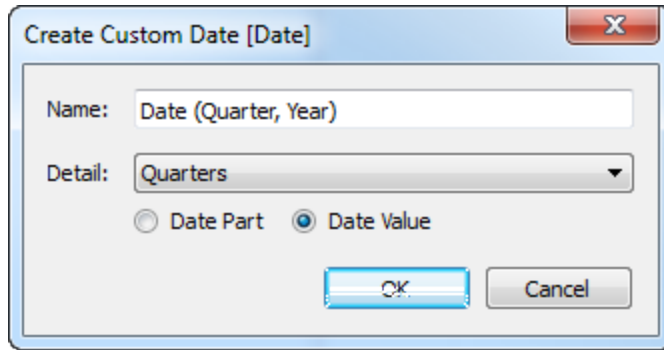 Create Custom Date [Date]
Name: Date (Quarter, Year)
Detail: Quarters
Date Part Date Value
OK Cancel